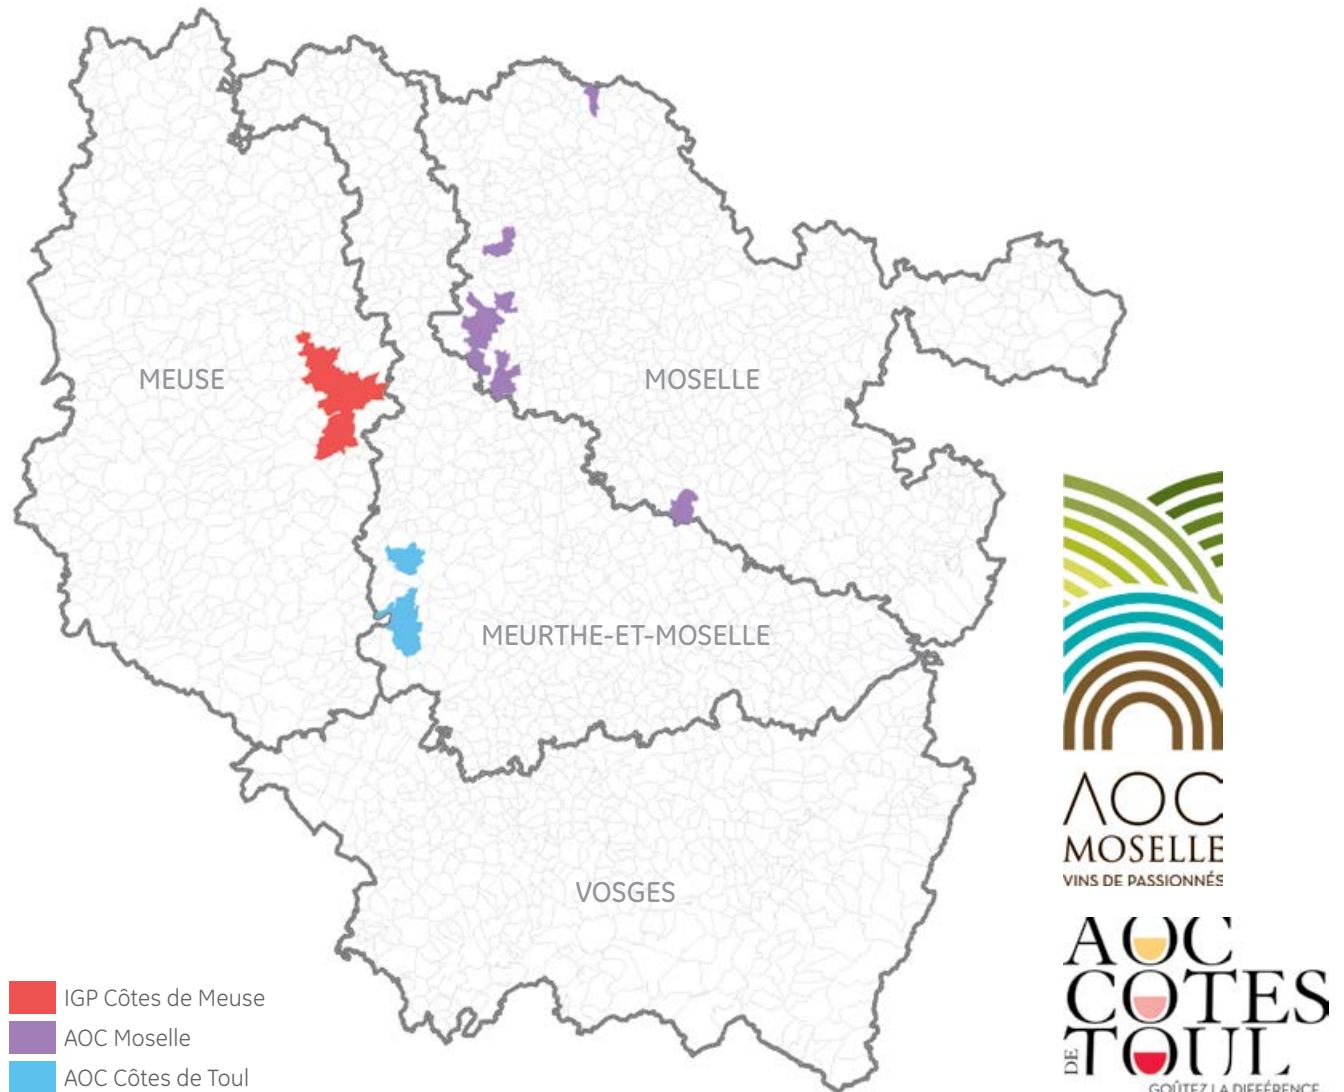 MEUSE
MOSELLE
MEURTHE-ET-MOSELLE
VOSGES
IGP Côtes de Meuse
AOC Moselle
AOC Côtes de Toul
AOC
MOSELLE
VINS DE PASSIONNÉS
AOC
COTES
DE TOUL
GOÛTEZ LA DIFFÉRENCE